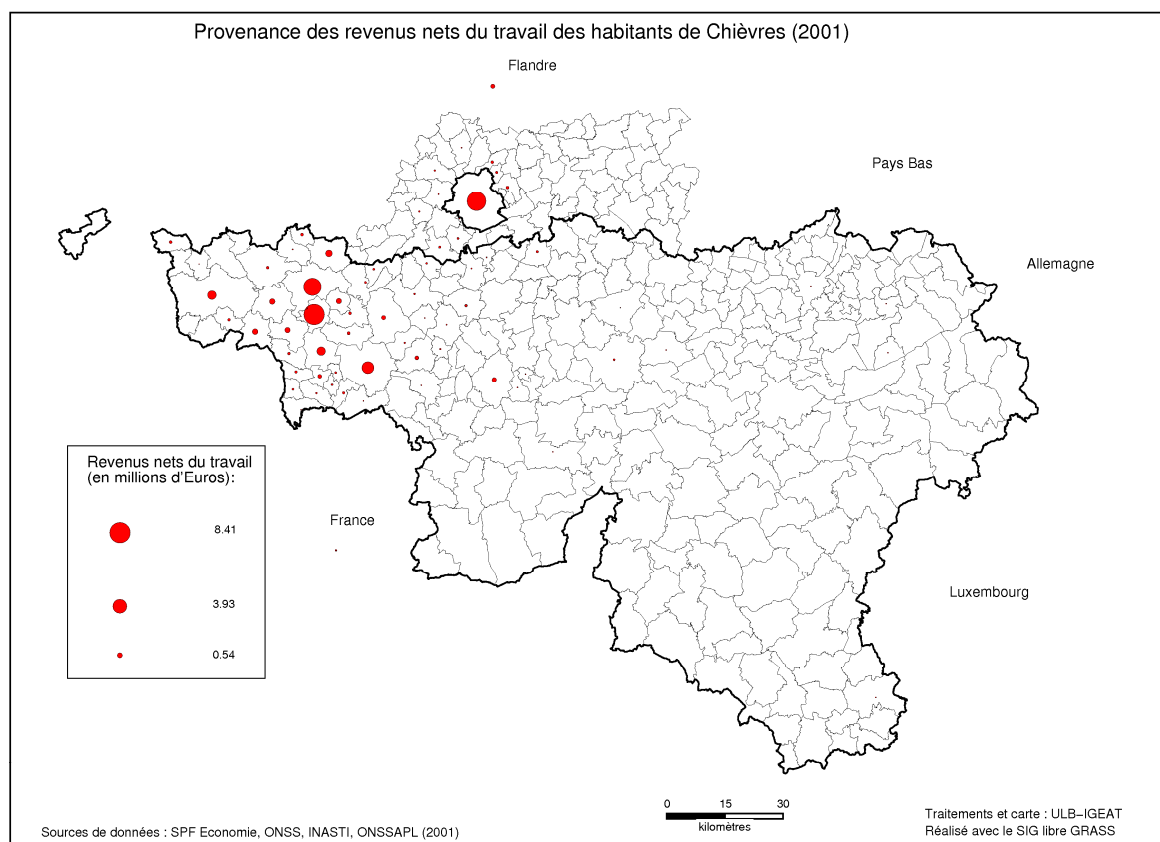 Provenance des revenus nets du travail des habitants de Chièvres (2001)
Flandre
Pays Bas
Allemagne
Revenus nets du travail
(en millions d'Euros):
8.41
3.93
0.54
France
Luxembourg
0 15 30
kilomètres
Sources de données : SPF Economie, ONSS, INASTI, ONSSAPL (2001)
Traitements et carte : ULB−IGEAT
Réalisé avec le SIG libre GRASS